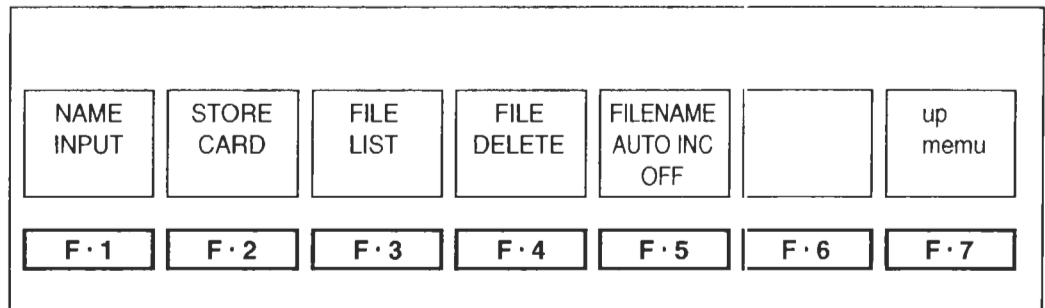 NAME INPUT
STORE CARD
FILE LIST
FILE DELETE
FILENAME AUTO INC OFF
up memu
F・1 F・2 F・3 F・4 F・5 F・6 F・7